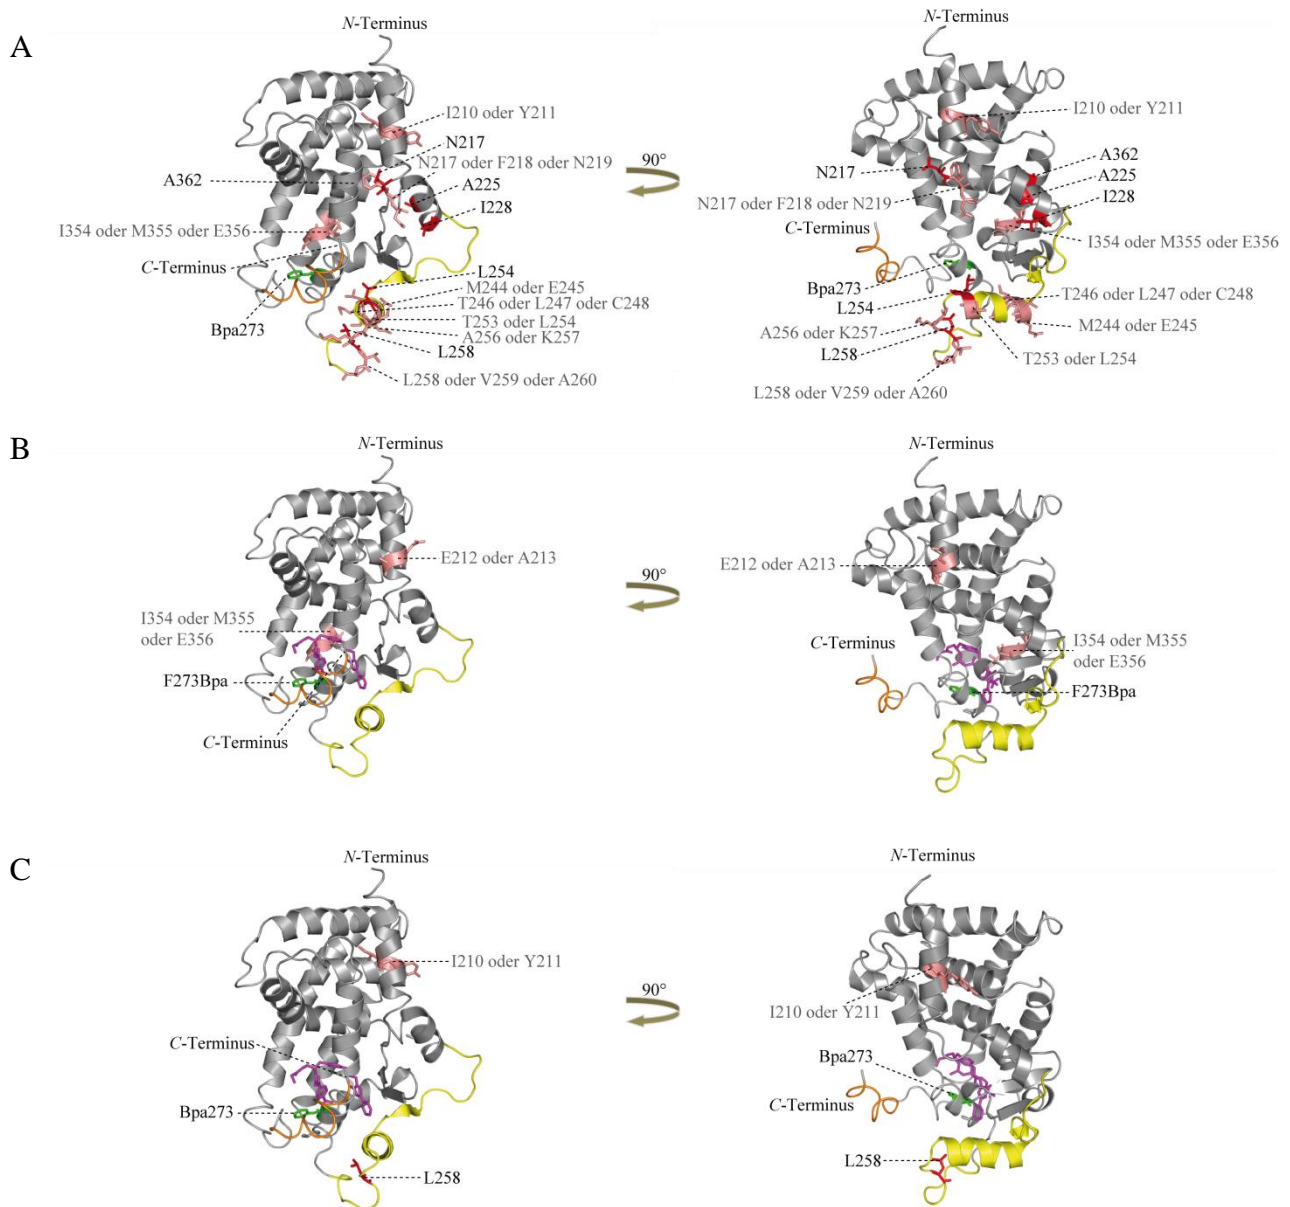 A
N-Terminus
I210 oder Y211
N217
N217 oder F218 oder N219
A362
A225
I228
I354 oder M355 oder E356
C-Terminus
L254
M244 oder E245
T246 oder L247 oder C248
Bpa273
T253 oder L254
A256 oder K257
L258
L258 oder V259 oder A260
90°
N-Terminus
I210 oder Y211
A362
N217
A225
I228
N217 oder F218 oder N219
C-Terminus
I354 oder M355 oder E356
Bpa273
L254
T246 oder L247 oder C248
A256 oder K257
M244 oder E245
L258
T253 oder L254
L258 oder V259 oder A260
B
N-Terminus
E212 oder A213
I354 oder M355
oder E356
F273Bpa
C-Terminus
90°
N-Terminus
E212 oder A213
C-Terminus
I354 oder M355
oder E356
F273Bpa
C
N-Terminus
I210 oder Y211
C-Terminus
Bpa273
L258
90°
N-Terminus
I210 oder Y211
Bpa273
C-Terminus
L258